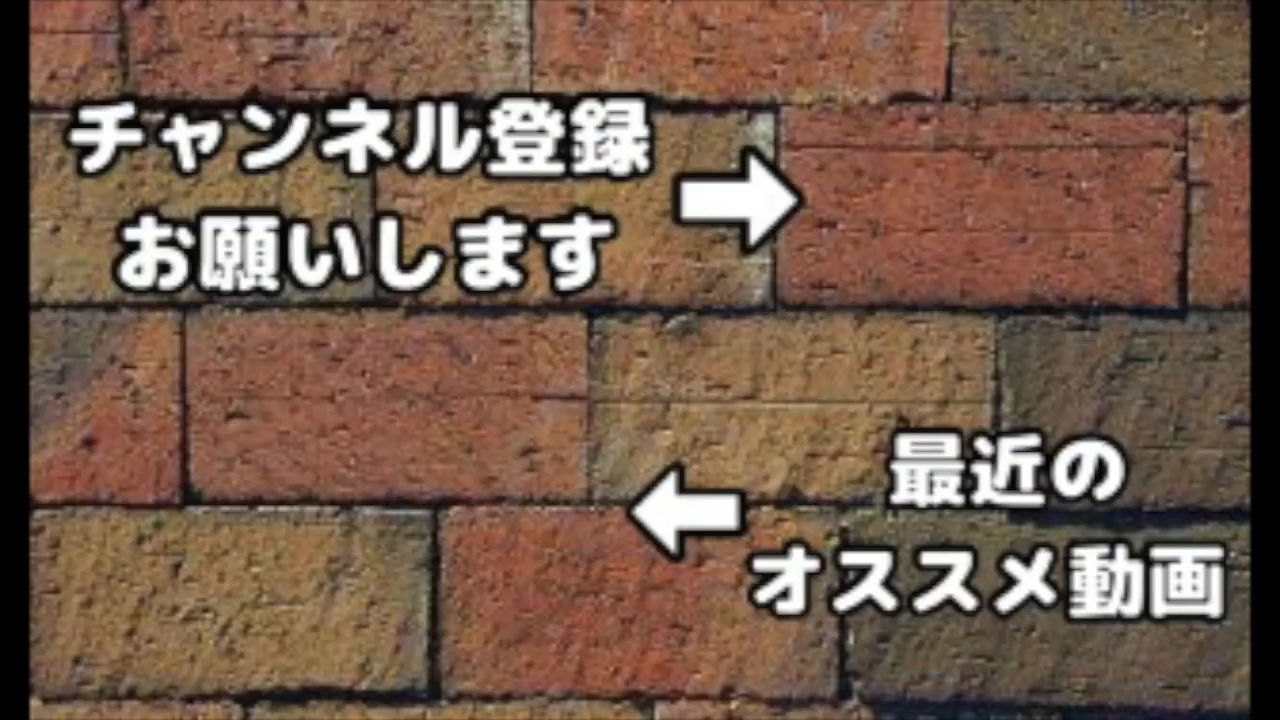 チャンネル登録
お願いします
最近の
オススメ動画